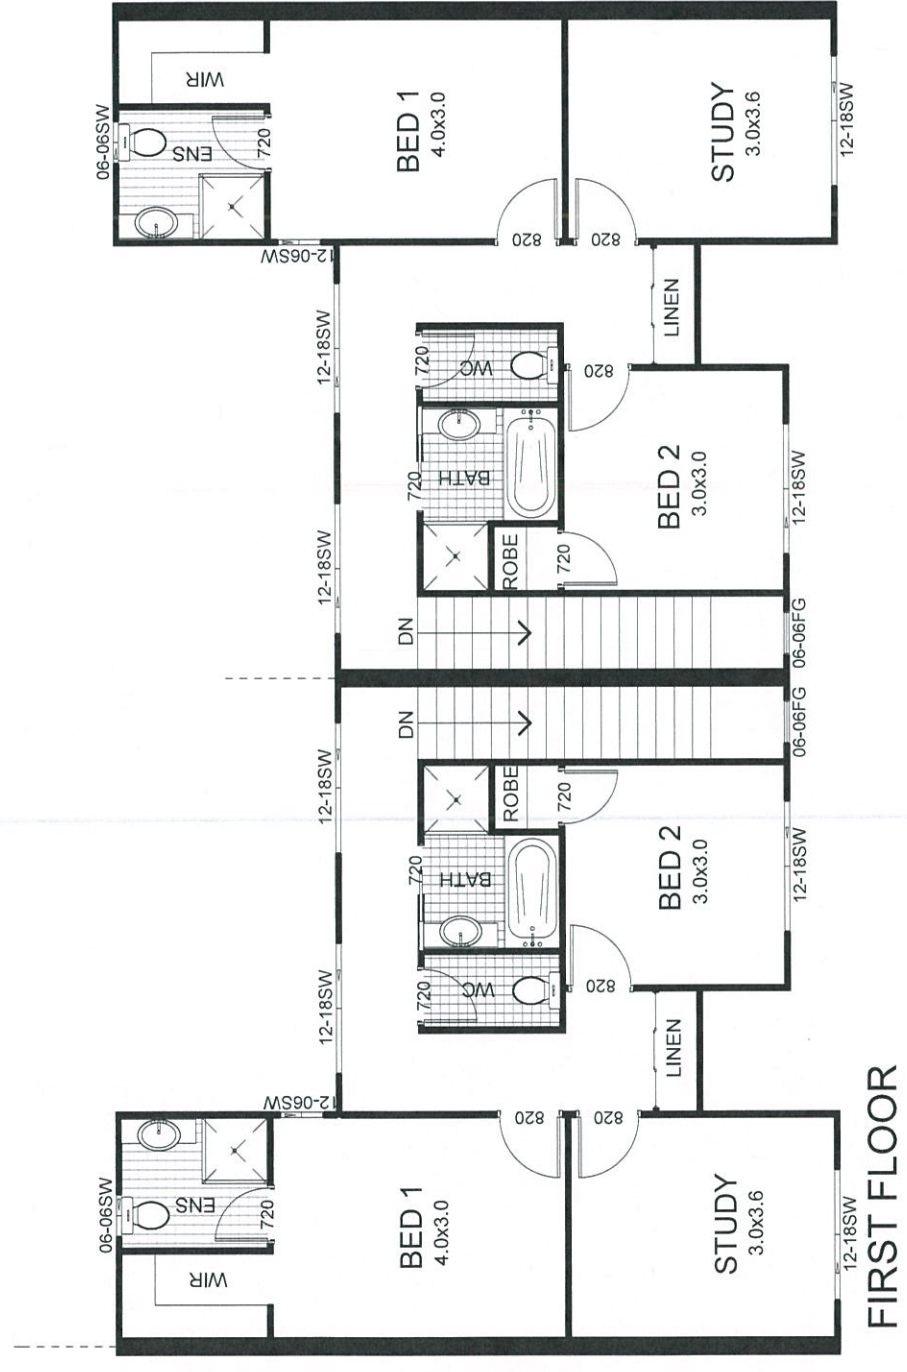 WIR
06-06SW
ENS
720
BED 1
4.0x3.0
STUDY
3.0x3.6
12-18SW
820
820
12-06SW
12-18SW
LINEN
720
WC
820
720
BATH
BED 2
3.0x3.0
12-18SW
12-18SW
ROBE
720
DN
06-06FG
DN
06-06FG
12-18SW
ROBE
720
720
BATH
BED 2
3.0x3.0
12-18SW
720
WC
820
12-18SW
LINEN
12-06SW
820
820
06-06SW
ENS
720
BED 1
4.0x3.0
STUDY
3.0x3.6
12-18SW
WIR
FIRST FLOOR